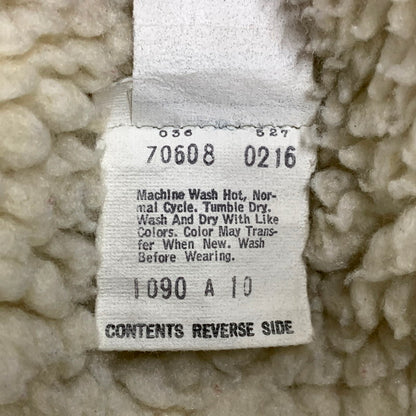 036 527
70608 0216
Machine Wash Hot, Nor-
mal Cycle. Tumble Dry.
Wash And Dry With Like
Colors. Color May Trans-
fer When New. Wash
Before Wearing.
1090 A 10
CONTENTS REVERSE SIDE